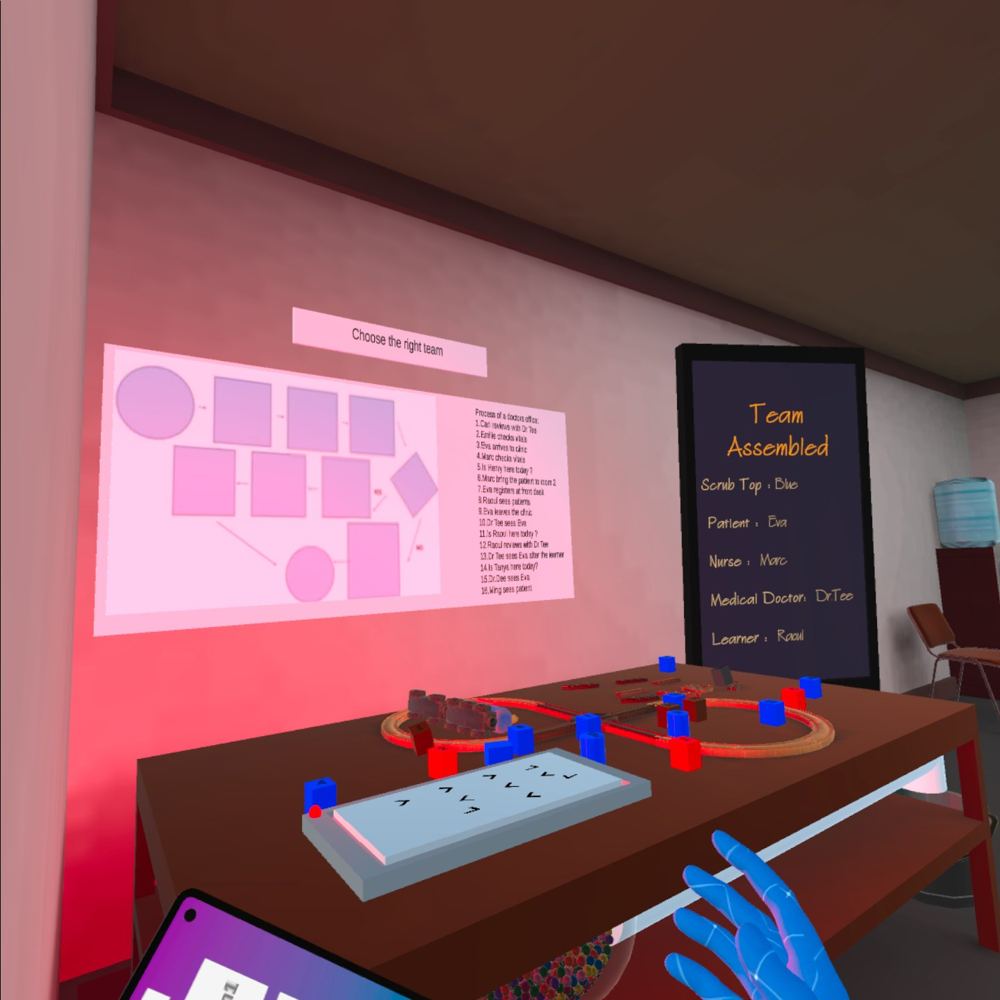 Choose the right team
Process of a doctors office:
1.Carl reviews with Dr Tee
2.Emilie checks vitals
3.Eva arrives to clinic
4.Marc checks vitals
5.Is Henry here today ?
6.Marc bring the patient to room 2
7.Eva registers at front desk
8.Raoul sees patients
9.Eva leaves the clinic
10.Dr Tee sees Eva
11.Is Raoul here today ?
12 Raoul reviews with Dr Tee
13.Dr Tee sees Eva after the learner
14.Is Tanya here today?
15.Dr.Dee sees Eva
16.Ming sees patient
YES
NO
Team
Assembled
Scrub Top : Blue
Patient : Eva
Nurse : Marc
Medical Doctor: Dr.Tee
Learner : Raoul